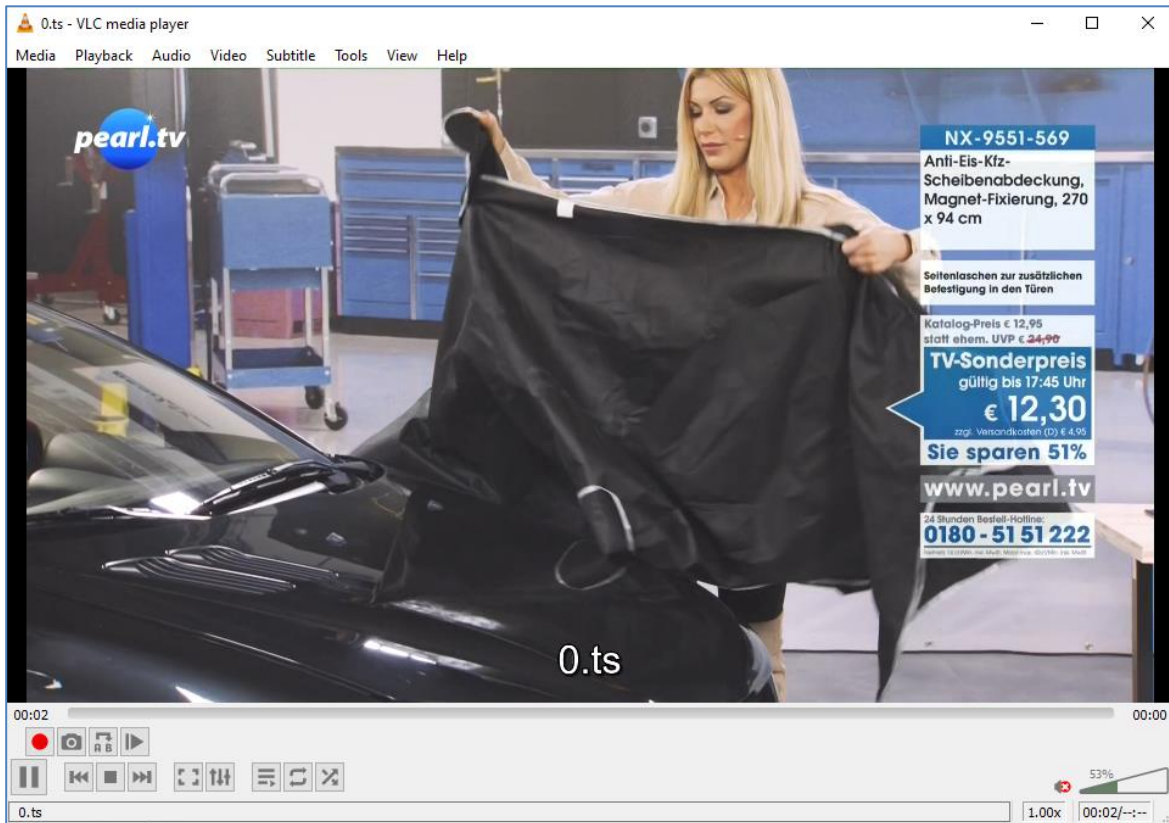 0.ts - VLC media player
Media Playback Audio Video Subtitle Tools View Help
pearl.tv
NX-9551-569
Anti-Eis-Kfz-
Scheibenabdeckung,
Magnet-Fixierung, 270
x 94 cm
Seitenlaschen zur zusätzlichen
Befestigung in den Türen
Katalog-Preis € 12,95
statt ehem. UVP € 24,90
TV-Sonderpreis
gültig bis 17:45 Uhr
€ 12,30
zzgl. Versandkosten (D) € 4,95
Sie sparen 51%
www.pearl.tv
24 Stunden Bestell-Hotline:
0180 - 51 51 222
0.ts
00:02 00:00
A B
53%
0.ts 1.00x 00:02/--:--